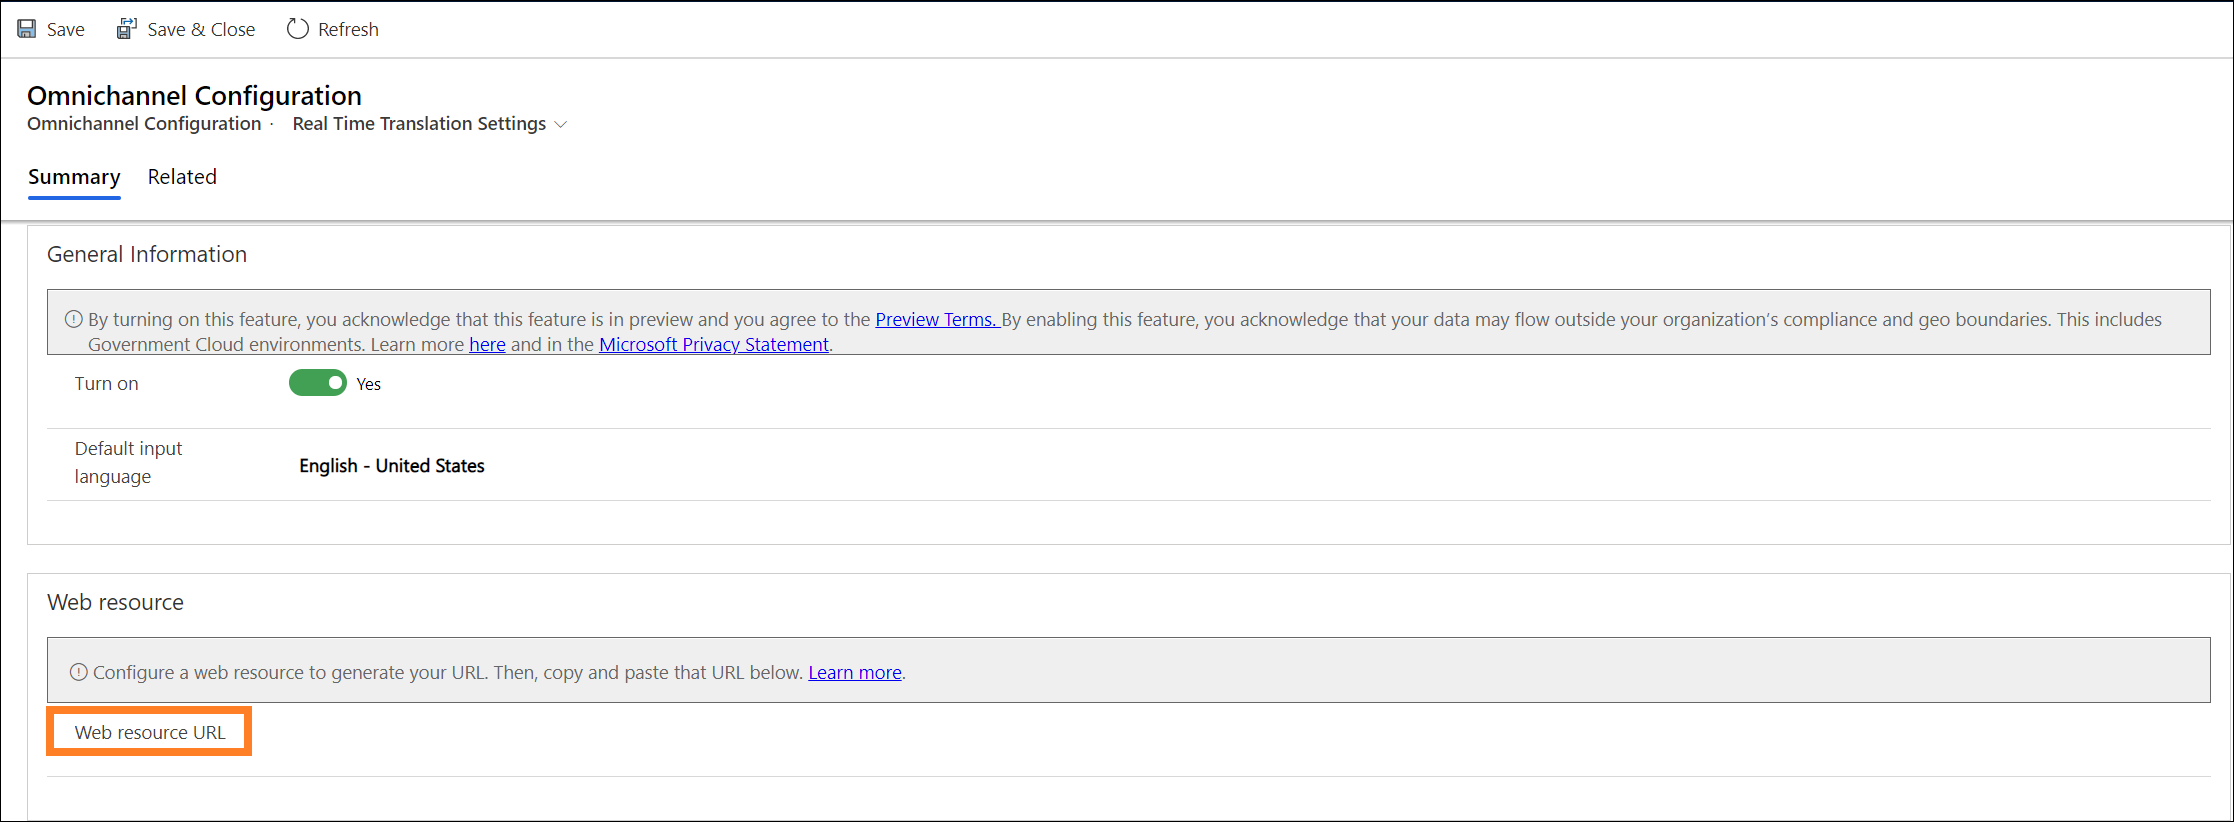 Save Save & Close Refresh
Omnichannel Configuration
Omnichannel Configuration · Real Time Translation Settings
Summary Related
General Information
By turning on this feature, you acknowledge that this feature is in preview and you agree to the Preview Terms. By enabling this feature, you acknowledge that your data may flow outside your organization's compliance and geo boundaries. This includes
Government Cloud environments. Learn more here and in the Microsoft Privacy Statement.
Turn on Yes
Default input
language
English - United States
Web resource
Configure a web resource to generate your URL. Then, copy and paste that URL below. Learn more.
Web resource URL